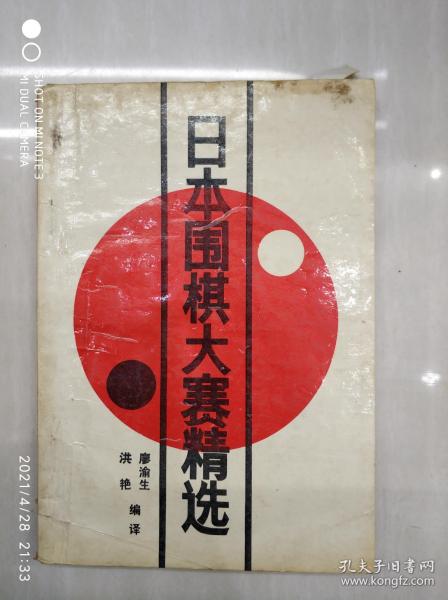 SHOT ON MI NOTE 3
MI DUAL CAMERA
日本围棋大赛精选
廖渝生
洪艳 编译
2021/4/28 21:33
孔夫子旧书网
www.kongfz.com